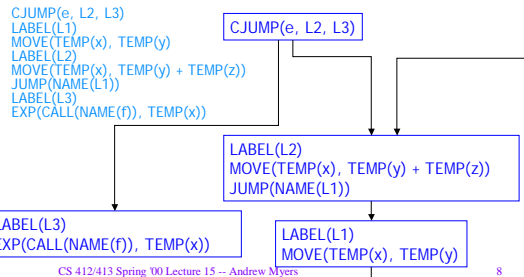 CJUMP(e, L2, L3)
LABEL(L1)
MOVE(TEMP(x), TEMP(y)
LABEL(L2)
MOVE(TEMP(x), TEMP(y) + TEMP(z))
JUMP(NAME(L1))
LABEL(L3)
EXP(CALL(NAME(f)), TEMP(x))
CJUMP(e, L2, L3)
LABEL(L2)
MOVE(TEMP(x), TEMP(y) + TEMP(z))
JUMP(NAME(L1))
LABEL(L3)
EXP(CALL(NAME(f)), TEMP(x))
LABEL(L1)
MOVE(TEMP(x), TEMP(y)
CS 412/413 Spring '00 Lecture 15 -- Andrew Myers
8